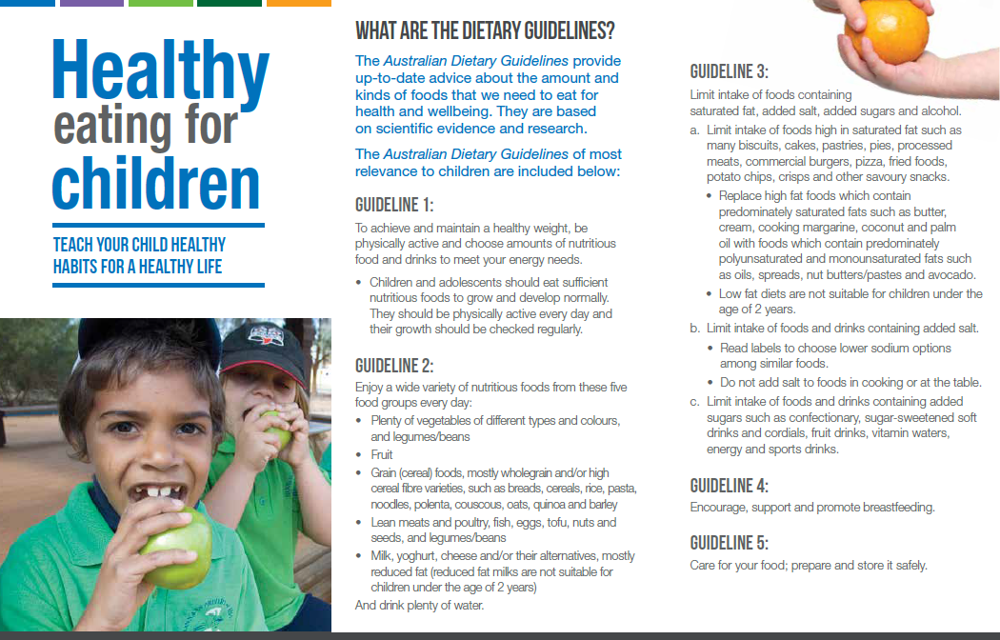 Healthy
eating for
children
TEACH YOUR CHILD HEALTHY
HABITS FOR A HEALTHY LIFE
WHAT ARE THE DIETARY GUIDELINES?
The Australian Dietary Guidelines provide
up-to-date advice about the amount and
kinds of foods that we need to eat for
health and wellbeing. They are based
on scientific evidence and research.
The Australian Dietary Guidelines of most
relevance to children are included below:
GUIDELINE 1:
To achieve and maintain a healthy weight, be
physically active and choose amounts of nutritious
food and drinks to meet your energy needs.
• Children and adolescents should eat sufficient
nutritious foods to grow and develop normally.
They should be physically active every day and
their growth should be checked regularly.
GUIDELINE 2:
Enjoy a wide variety of nutritious foods from these five
food groups every day:
• Plenty of vegetables of different types and colours,
and legumes/beans
• Fruit
• Grain (cereal) foods, mostly wholegrain and/or high
cereal fibre varieties, such as breads, cereals, rice, pasta,
noodles, polenta, couscous, oats, quinoa and barley
• Lean meats and poultry, fish, eggs, tofu, nuts and
seeds, and legumes/beans
• Milk, yoghurt, cheese and/or their alternatives, mostly
reduced fat (reduced fat milks are not suitable for
children under the age of 2 years)
And drink plenty of water.
GUIDELINE 3:
Limit intake of foods containing
saturated fat, added salt, added sugars and alcohol.
a. Limit intake of foods high in saturated fat such as
many biscuits, cakes, pastries, pies, processed
meats, commercial burgers, pizza, fried foods,
potato chips, crisps and other savoury snacks.
• Replace high fat foods which contain
predominately saturated fats such as butter,
cream, cooking margarine, coconut and palm
oil with foods which contain predominately
polyunsaturated and monounsaturated fats such
as oils, spreads, nut butters/pastes and avocado.
• Low fat diets are not suitable for children under the
age of 2 years.
b. Limit intake of foods and drinks containing added salt.
• Read labels to choose lower sodium options
among similar foods.
• Do not add salt to foods in cooking or at the table.
c. Limit intake of foods and drinks containing added
sugars such as confectionary, sugar-sweetened soft
drinks and cordials, fruit drinks, vitamin waters,
energy and sports drinks.
GUIDELINE 4:
Encourage, support and promote breastfeeding.
GUIDELINE 5:
Care for your food; prepare and store it safely.